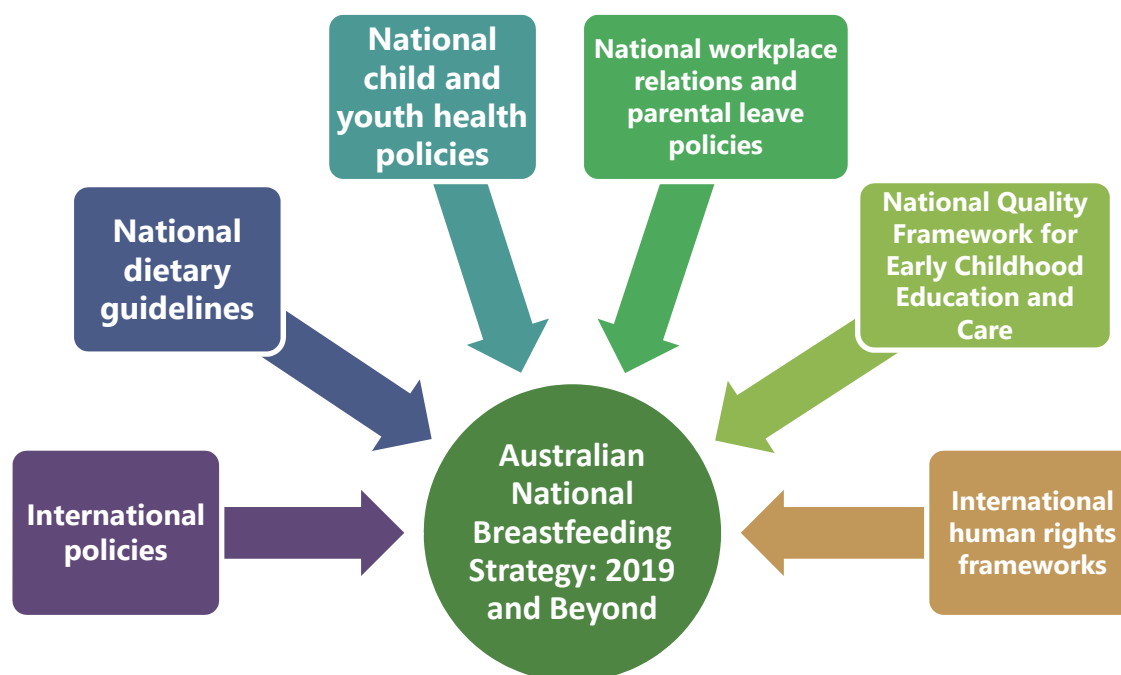 National
child and
youth health
policies
National workplace
relations and
parental leave
policies
National
dietary
guidelines
National Quality
Framework for
Early Childhood
Education and
Care
International
policies
Australian
National
Breastfeeding
Strategy: 2019
and Beyond
International
human rights
frameworks